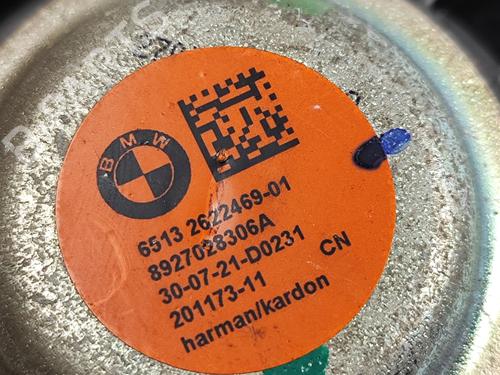 BMW
6513 2622469-01
8927028306A
30-07-21-D0231 CN
201173-11
harman/kardon